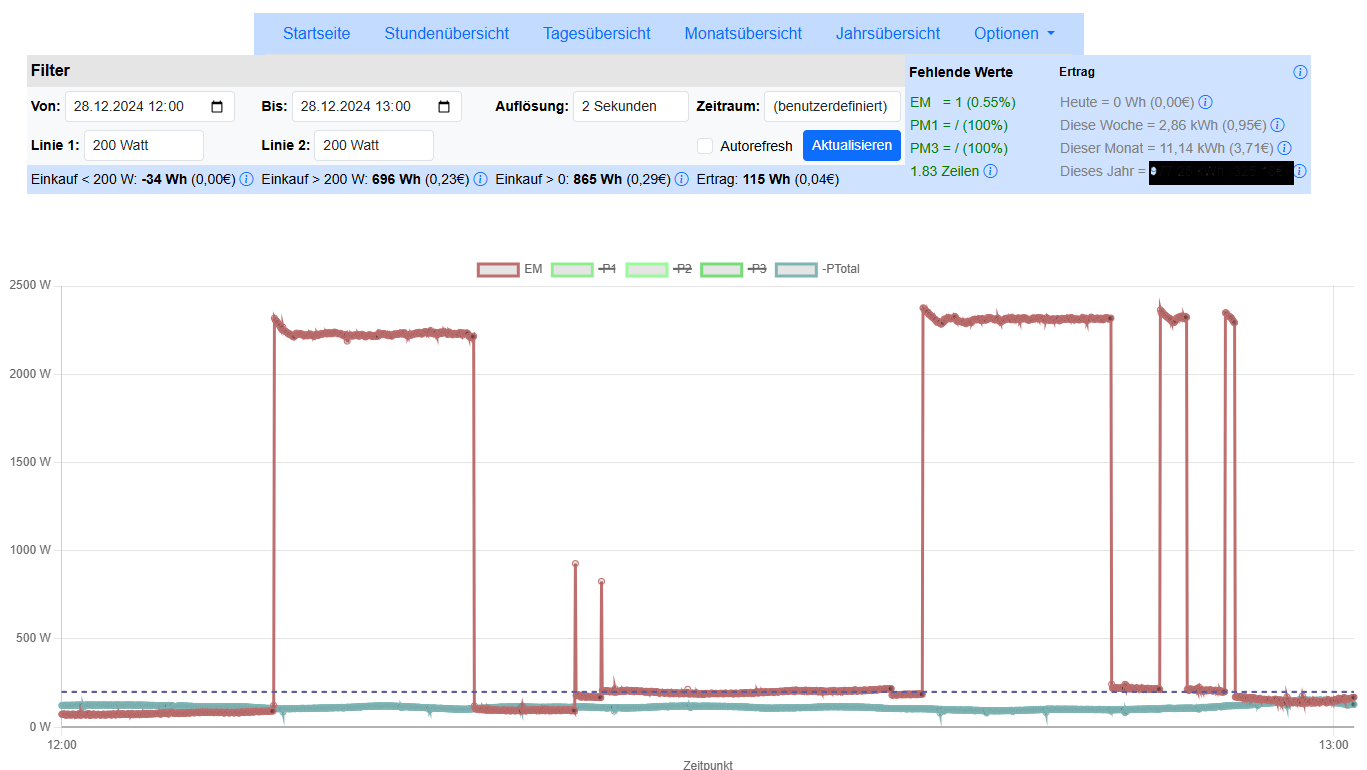 Startseite Stundenübersicht Tagesübersicht Monatsübersicht Jahrsübersicht Optionen
Filter
Von: 28.12.2024 12:00 Bis: 28.12.2024 13:00 Auflösung: 2 Sekunden Zeitraum: (benutzerdefiniert)
Linie 1: 200 Watt Linie 2: 200 Watt Autorefresh Aktualisieren
Einkauf < 200 W: -34 Wh (0,00€) Einkauf > 200 W: 696 Wh (0,23€) Einkauf > 0: 865 Wh (0,29€) Ertrag: 115 Wh (0,04€)
Fehlende Werte
EM = 1 (0.55%)
PM1 = / (100%)
PM3 = / (100%)
1.83 Zeilen
Ertrag
Heute = 0 Wh (0,00€)
Diese Woche = 2,86 kWh (0,95€)
Dieser Monat = 11,14 kWh (3,71€)
Dieses Jahr =
EM -P1 -P2 -P3 -PTotal
2500 W
2000 W
1500 W
1000 W
500 W
0 W
12:00 13:00
Zeitpunkt